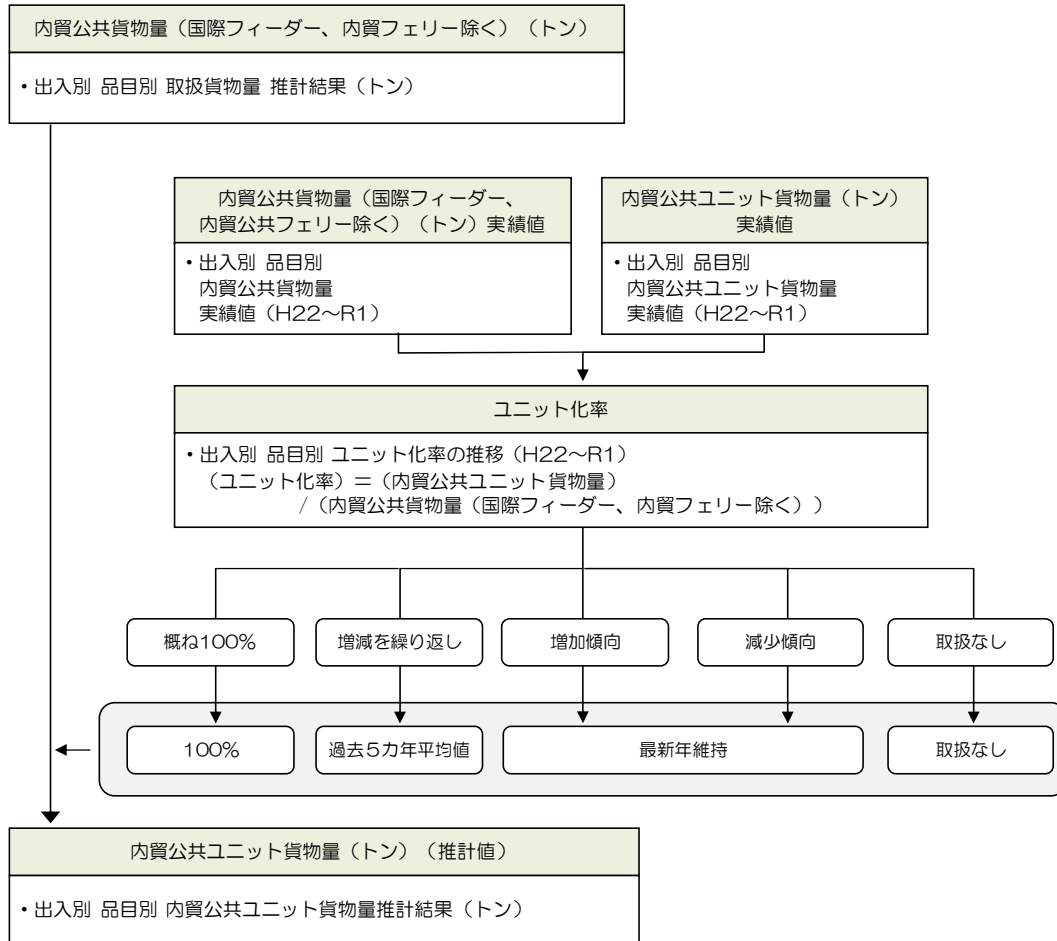 内貿公共貨物量（国際フィーダー、内貿フェリー除く）（トン）
・出入別 品目別 取扱貨物量 推計結果（トン）
内貿公共貨物量（国際フィーダー、
内貿公共フェリー除く）（トン）実績値
・出入別 品目別
内貿公共貨物量
実績値（H22～R1）
内貿公共ユニット貨物量（トン）
実績値
・出入別 品目別
内貿公共ユニット貨物量
実績値（H22～R1）
ユニット化率
・出入別 品目別 ユニット化率の推移（H22～R1）
（ユニット化率）＝（内貿公共ユニット貨物量）
/（内貿公共貨物量（国際フィーダー、内貿フェリー除く））
概ね100%
増減を繰り返し
増加傾向
減少傾向
取扱なし
100%
過去5カ年平均値
最新年維持
取扱なし
内貿公共ユニット貨物量（トン）（推計値）
・出入別 品目別 内貿公共ユニット貨物量推計結果（トン）